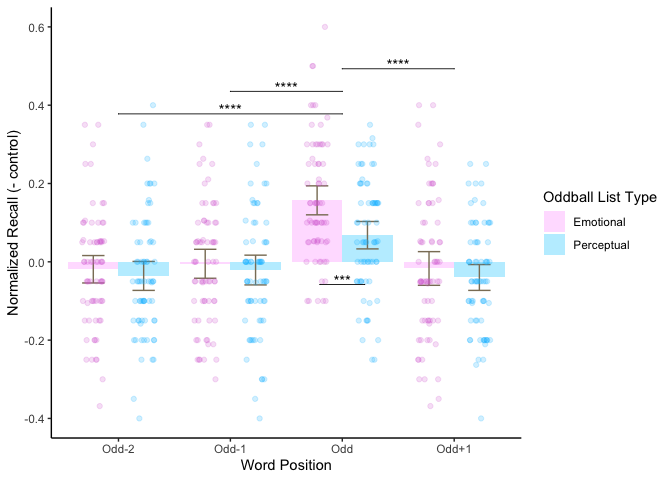 0.6
0.4
0.2
0.0
-0.2
-0.4
Normalized Recall (- control)
****
****
****
***
Odd-2
Odd-1
Odd
Odd+1
Word Position
Oddball List Type
Emotional
Perceptual